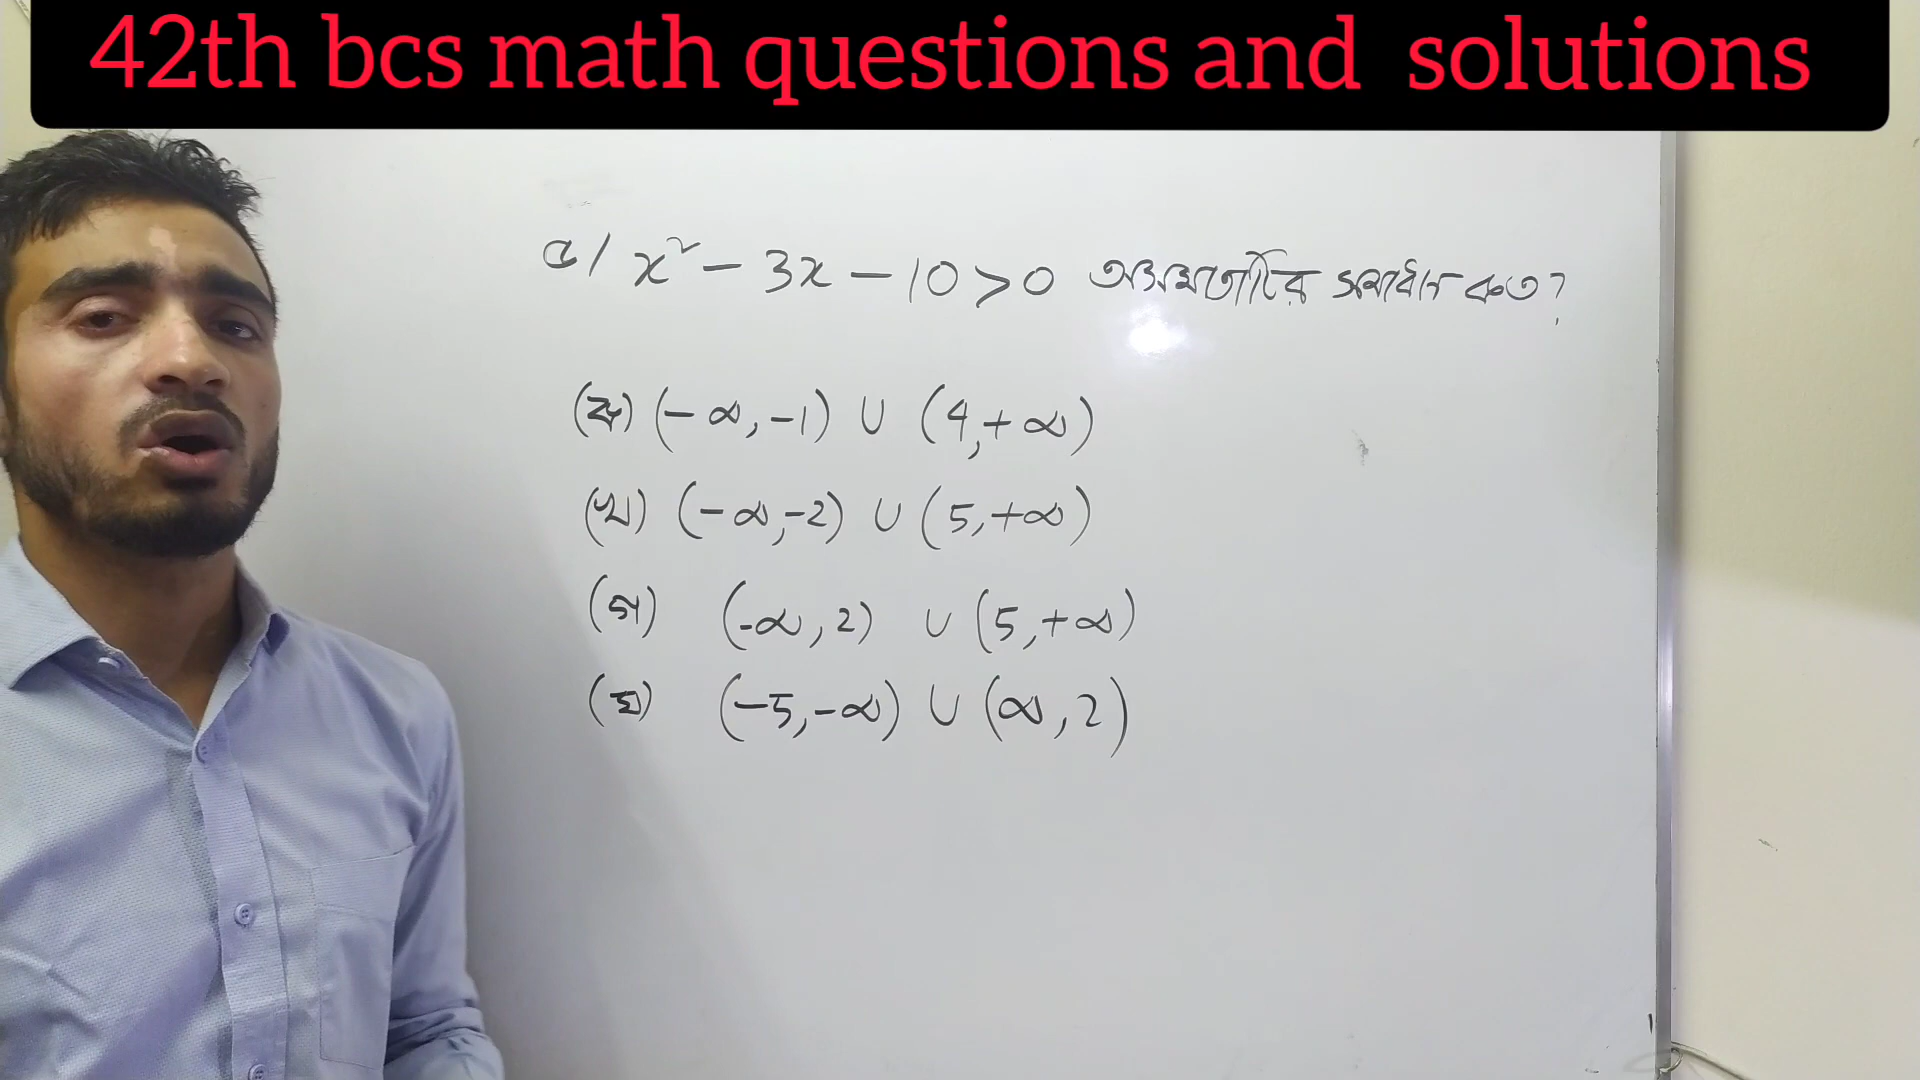 42th bcs math questions and solutions
৫/ x² - 3x - 10 > 0 অসমতাটির সমাধান কত?
(ক) (-∞, -1) ∪ (4, +∞)
(খ) (-∞, -2) ∪ (5, +∞)
(গ) (-∞, 2) ∪ (5, +∞)
(ঘ) (-5, -∞) ∪ (∞, 2)